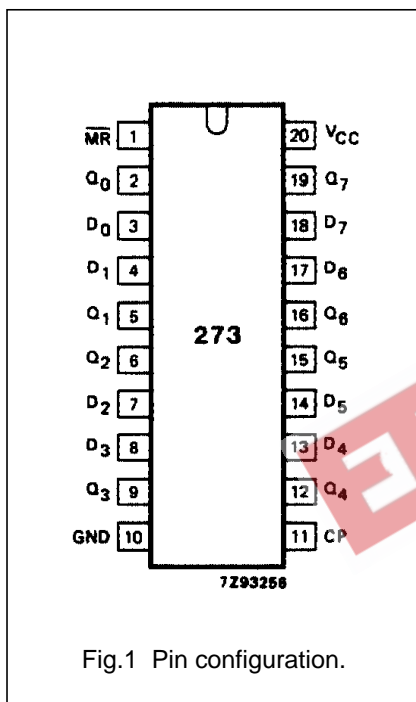 M̅R̅ 1 20 VCC
Q0 2 19 Q7
D0 3 18 D7
D1 4 17 D6
Q1 5 16 Q6
273
Q2 6 15 Q5
D2 7 14 D5
D3 8 13 D4
Q3 9 12 Q4
GND 10 11 CP
7Z93256
Fig.1 Pin configuration.